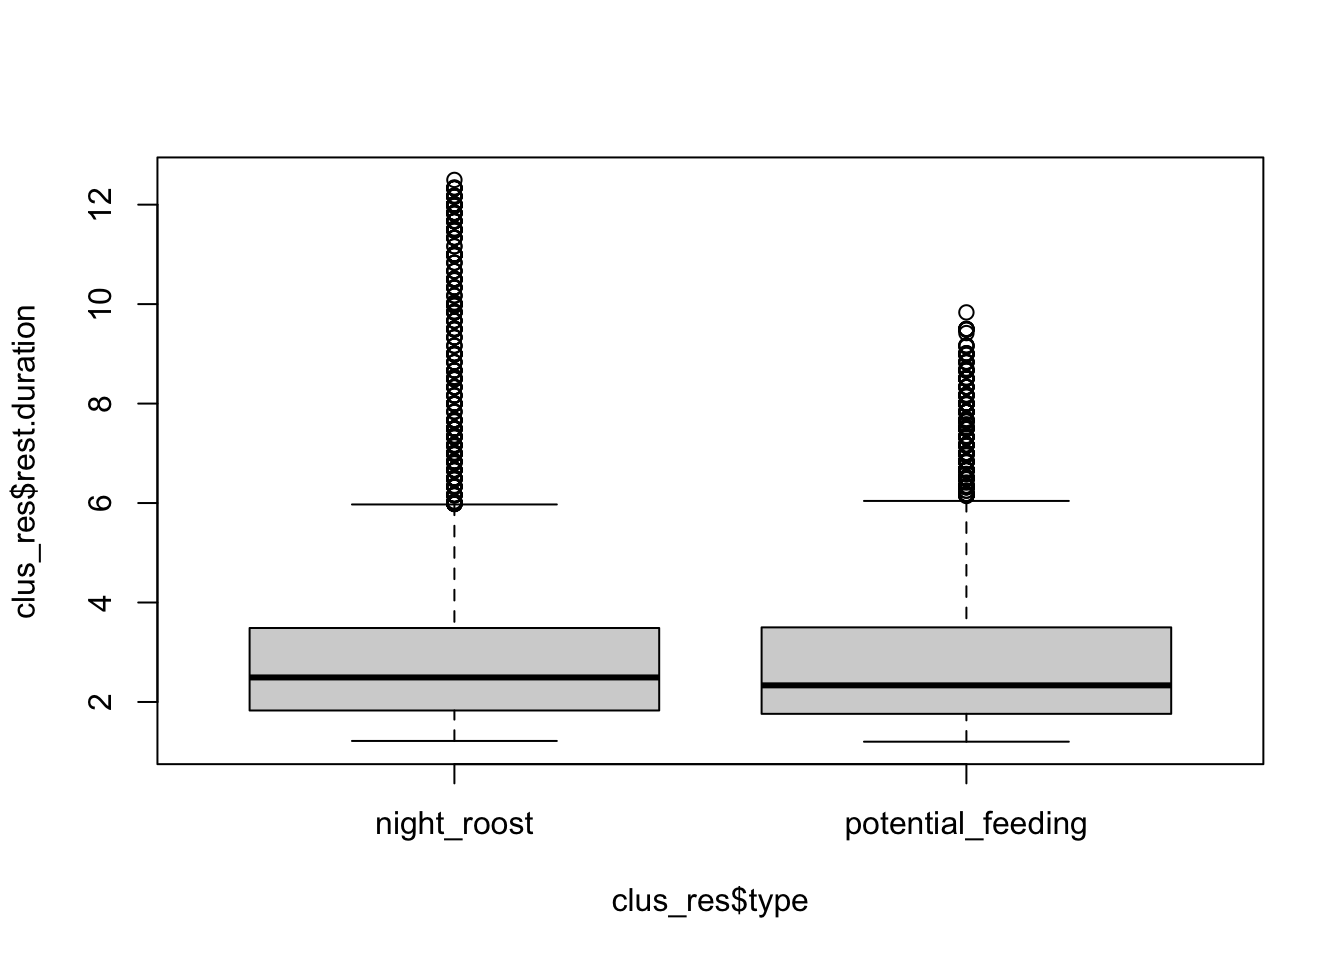 clus_res$rest.duration
12
10
8
6
4
2
night_roost
potential_feeding
clus_res$type